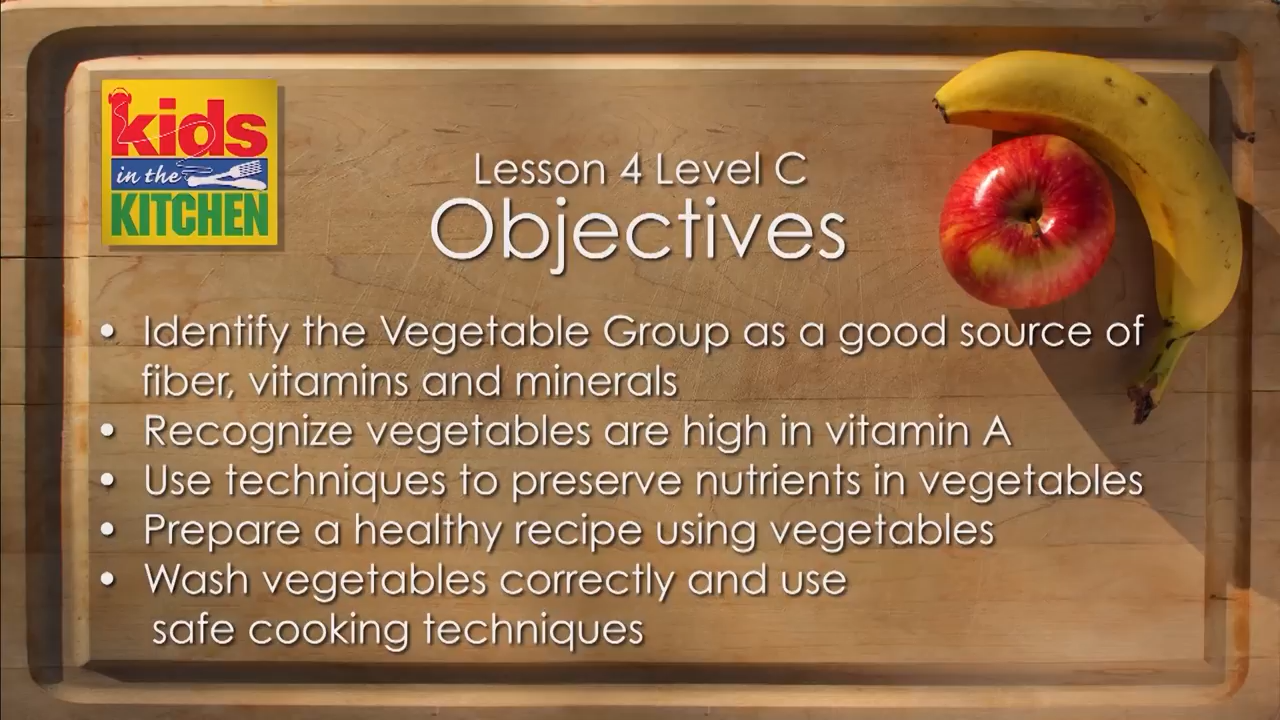 kids
in the
KITCHEN
Lesson 4 Level C
Objectives
• Identify the Vegetable Group as a good source of
fiber, vitamins and minerals
• Recognize vegetables are high in vitamin A
• Use techniques to preserve nutrients in vegetables
• Prepare a healthy recipe using vegetables
• Wash vegetables correctly and use
safe cooking techniques